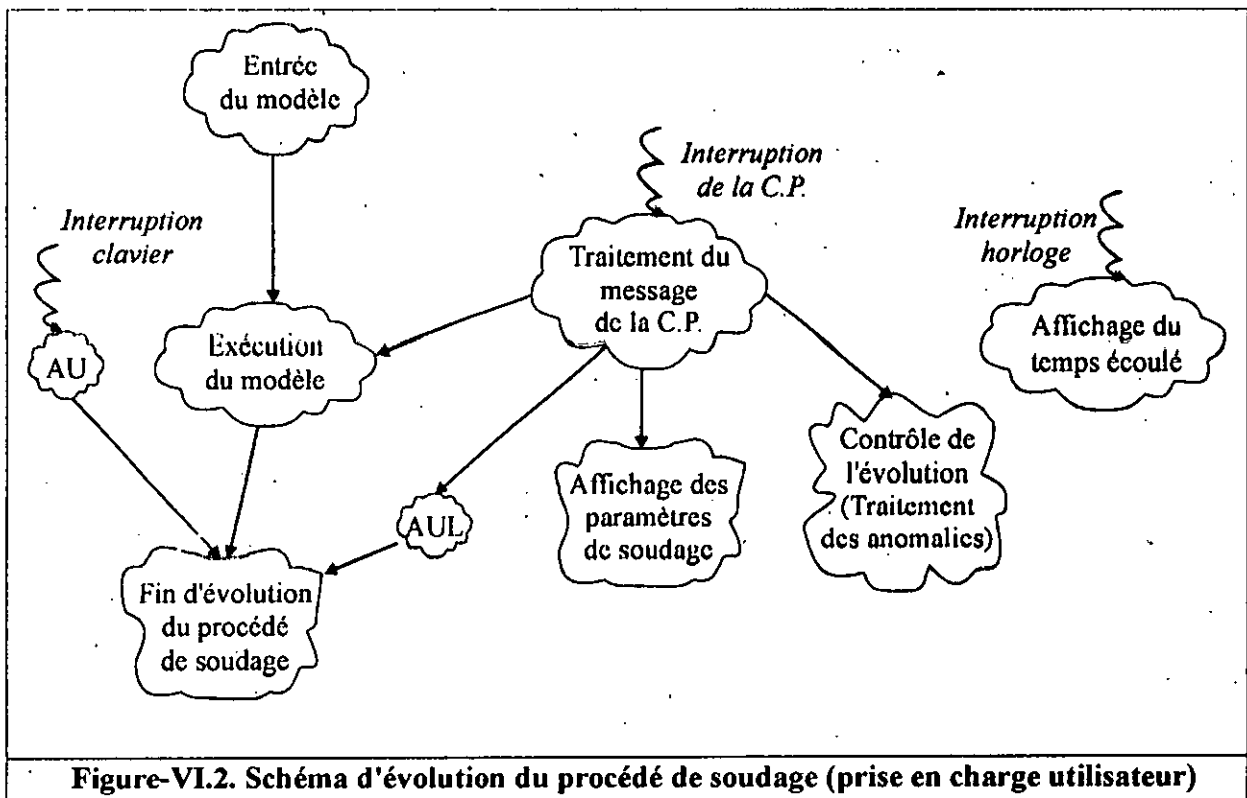 Entrée
du modèle
Interruption
de la C.P.
Interruption
clavier
Interruption
horloge
Traitement du
message
de la C.P.
Affichage du
temps écoulé
AU
Exécution
du modèle
Contrôle de
l'évolution
(Traitement
des anomalies)
Affichage des
paramètres
de soudage
AUL
Fin d'évolution
du procédé
de soudage
Figure-VI.2. Schéma d'évolution du procédé de soudage (prise en charge utilisateur)